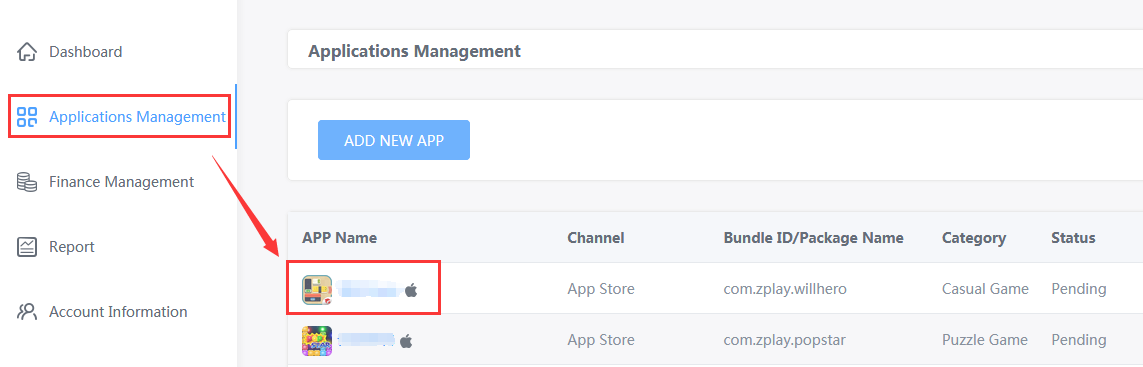 Dashboard
Applications Management
Finance Management
Report
Account Information
Applications Management
ADD NEW APP
APP Name Channel Bundle ID/Package Name Category Status
App Store com.zplay.willhero Casual Game Pending
App Store com.zplay.popstar Puzzle Game Pending